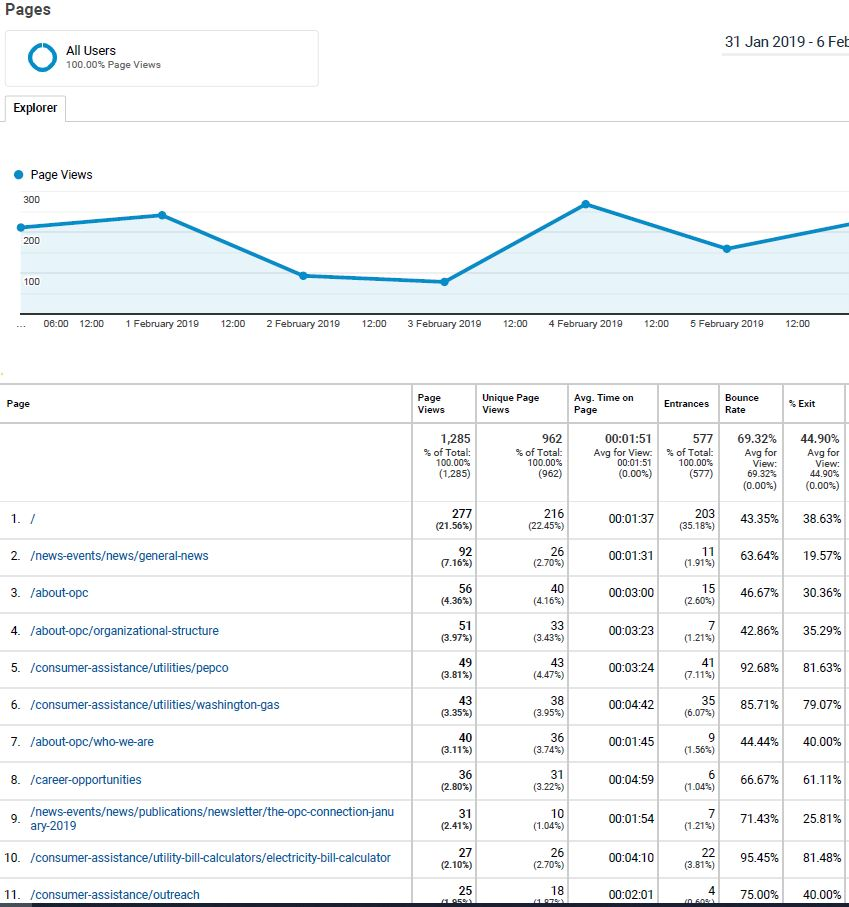 Pages
All Users
100.00% Page Views
31 Jan 2019 - 6 Feb
Explorer
Page Views
300
200
100
... 06:00 12:00 1 February 2019 12:00 2 February 2019 12:00 3 February 2019 12:00 4 February 2019 12:00 5 February 2019 12:00
Page Page Views Unique Page Views Avg. Time on Page Entrances Bounce Rate % Exit
1,285 962 00:01:51 577 69.32% 44.90%
% of Total: 100.00% (1,285) % of Total: 100.00% (962) Avg for View: 00:01:51 (0.00%) % of Total: 100.00% (577) Avg for View: 69.32% (0.00%) Avg for View: 44.90% (0.00%)
1. / 277 (21.56%) 216 (22.45%) 00:01:37 203 (35.18%) 43.35% 38.63%
2. /news-events/news/general-news 92 (7.16%) 26 (2.70%) 00:01:31 11 (1.91%) 63.64% 19.57%
3. /about-opc 56 (4.36%) 40 (4.16%) 00:03:00 15 (2.60%) 46.67% 30.36%
4. /about-opc/organizational-structure 51 (3.97%) 33 (3.43%) 00:03:23 7 (1.21%) 42.86% 35.29%
5. /consumer-assistance/utilities/pepco 49 (3.81%) 43 (4.47%) 00:03:24 41 (7.11%) 92.68% 81.63%
6. /consumer-assistance/utilities/washington-gas 43 (3.35%) 38 (3.95%) 00:04:42 35 (6.07%) 85.71% 79.07%
7. /about-opc/who-we-are 40 (3.11%) 36 (3.74%) 00:01:45 9 (1.56%) 44.44% 40.00%
8. /career-opportunities 36 (2.80%) 31 (3.22%) 00:04:59 6 (1.04%) 66.67% 61.11%
9. /news-events/news/publications/newsletter/the-opc-connection-janu
ary-2019 31 (2.41%) 10 (1.04%) 00:01:54 7 (1.21%) 71.43% 25.81%
10. /consumer-assistance/utility-bill-calculators/electricity-bill-calculator 27 (2.10%) 26 (2.70%) 00:04:10 22 (3.81%) 95.45% 81.48%
11. /consumer-assistance/outreach 25 18 00:02:01 4 75.00% 40.00%